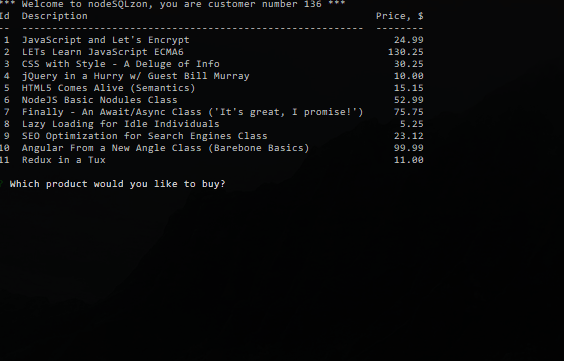 *** Welcome to nodeSQLzon, you are customer number 136 ***
Id Description Price, $
-- --------------------------------------------------------- --------
1 JavaScript and Let's Encrypt 24.99
2 LETs Learn JavaScript ECMA6 130.25
3 CSS with Style - A Deluge of Info 30.25
4 jQuery in a Hurry w/ Guest Bill Murray 10.00
5 HTML5 Comes Alive (Semantics) 15.15
6 NodeJS Basic Nodules Class 52.99
7 Finally - An Await/Async Class ('It's great, I promise!') 75.75
8 Lazy Loading for Idle Individuals 5.25
9 SEO Optimization for Search Engines Class 23.12
10 Angular From a New Angle Class (Barebone Basics) 99.99
11 Redux in a Tux 11.00
? Which product would you like to buy?